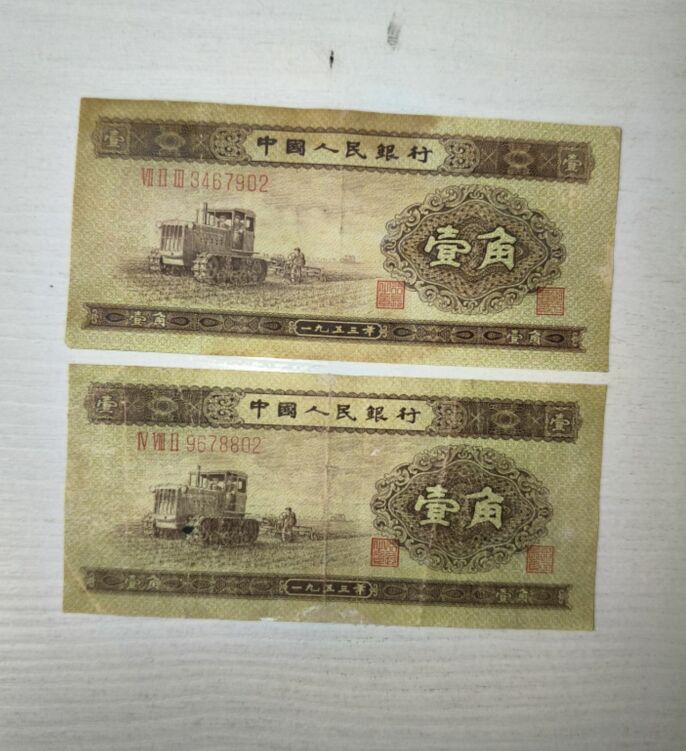 壹 中國人民銀行 壹
VII II III 3467902
壹角
壹角 一九五三年 壹角
壹 中國人民銀行 壹
IV VIII II 9678802
壹角
壹角 一九五三年 壹角